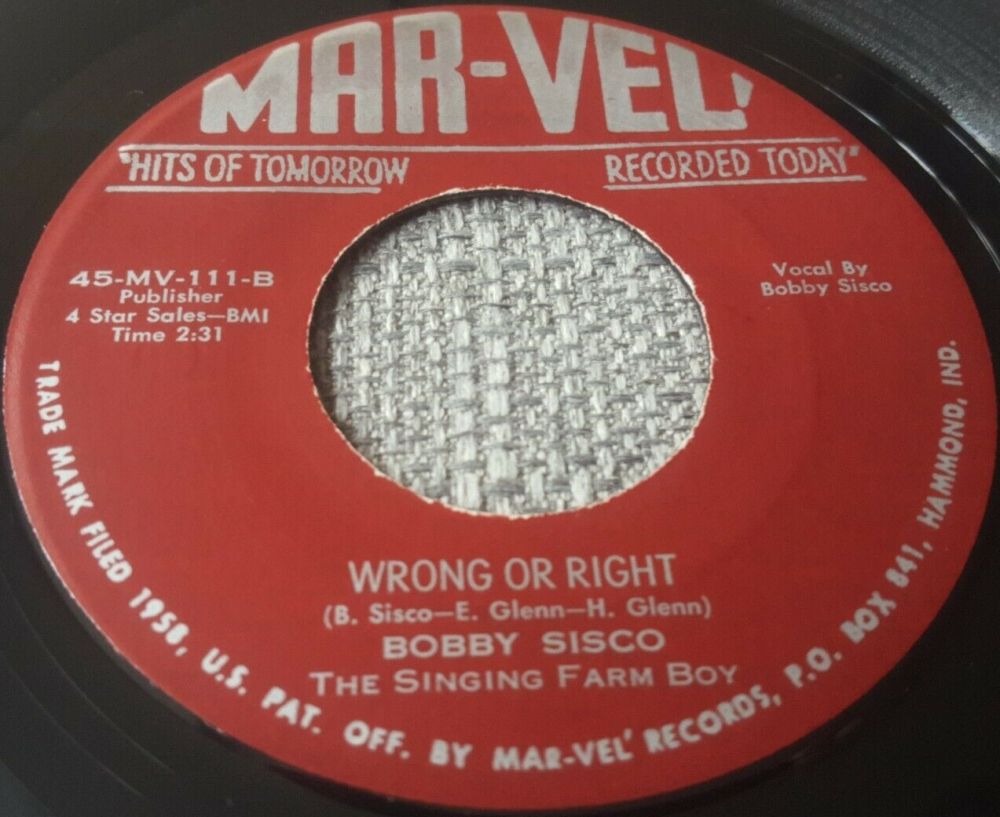 MAR-VEL'
"HITS OF TOMORROW RECORDED TODAY"
45-MV-111-B
Publisher
4 Star Sales—BMI
Time 2:31
Vocal By
Bobby Sisco
WRONG OR RIGHT
(B. Sisco—E. Glenn—H. Glenn)
BOBBY SISCO
THE SINGING FARM BOY
TRADE MARK FILED 1958, U.S. PAT. OFF. BY MAR-VEL' RECORDS, P.O. BOX 841, HAMMOND, IND.